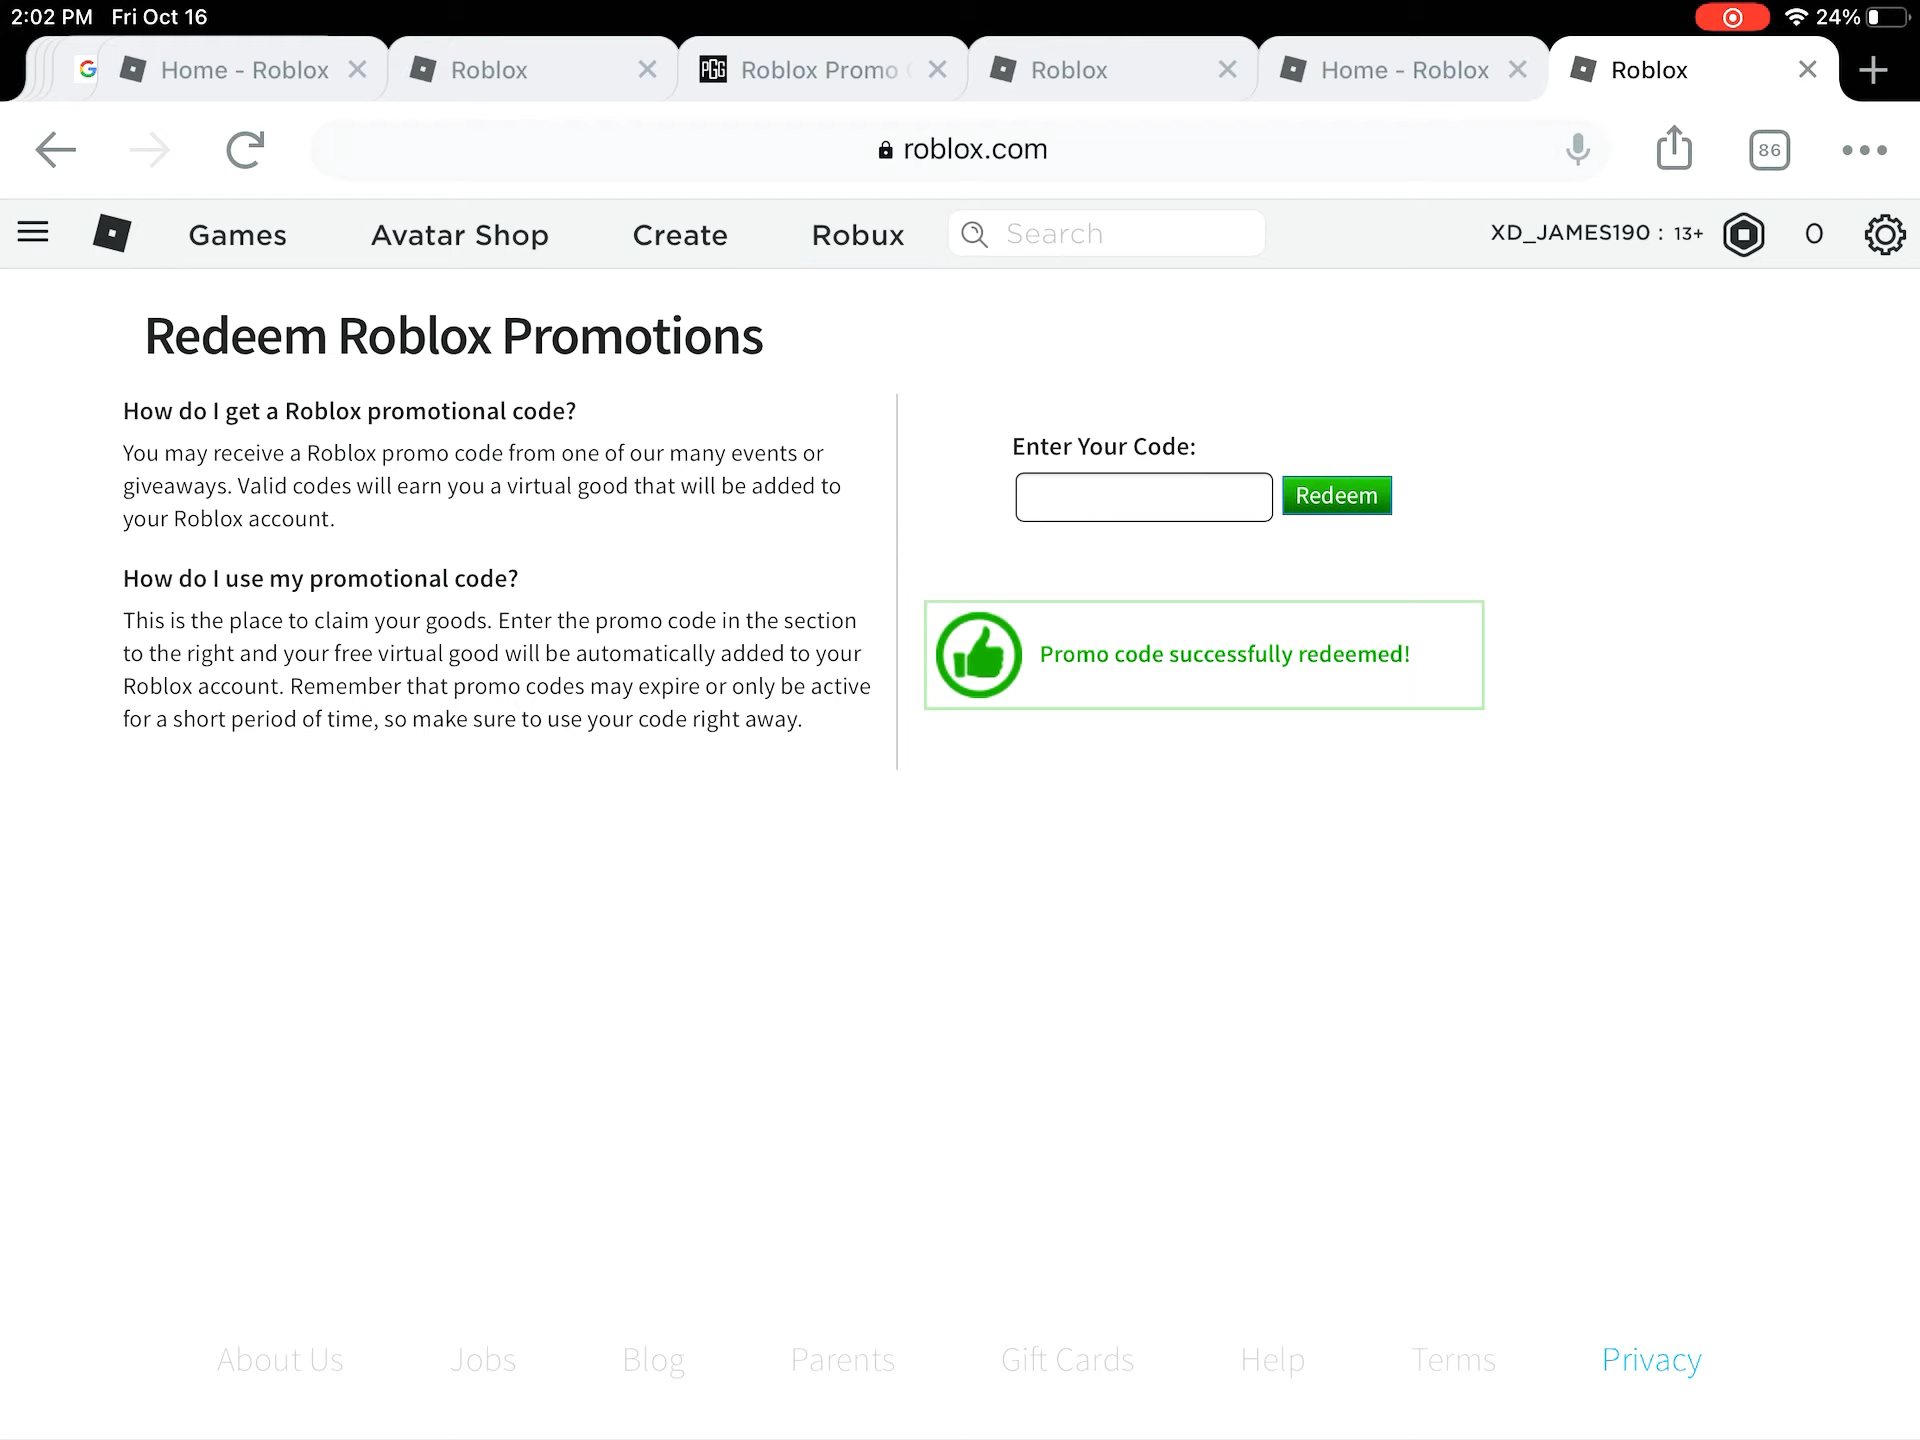 2:02 PM Fri Oct 16
24%
Home - Roblox
Roblox
Roblox Promo
Roblox
Home - Roblox
Roblox
roblox.com
86
Games
Avatar Shop
Create
Robux
Search
XD_JAMES190 : 13+
0
Redeem Roblox Promotions
How do I get a Roblox promotional code?
You may receive a Roblox promo code from one of our many events or
giveaways. Valid codes will earn you a virtual good that will be added to
your Roblox account.
How do I use my promotional code?
This is the place to claim your goods. Enter the promo code in the section
to the right and your free virtual good will be automatically added to your
Roblox account. Remember that promo codes may expire or only be active
for a short period of time, so make sure to use your code right away.
Enter Your Code:
Redeem
Promo code successfully redeemed!
About Us
Jobs
Blog
Parents
Gift Cards
Help
Terms
Privacy